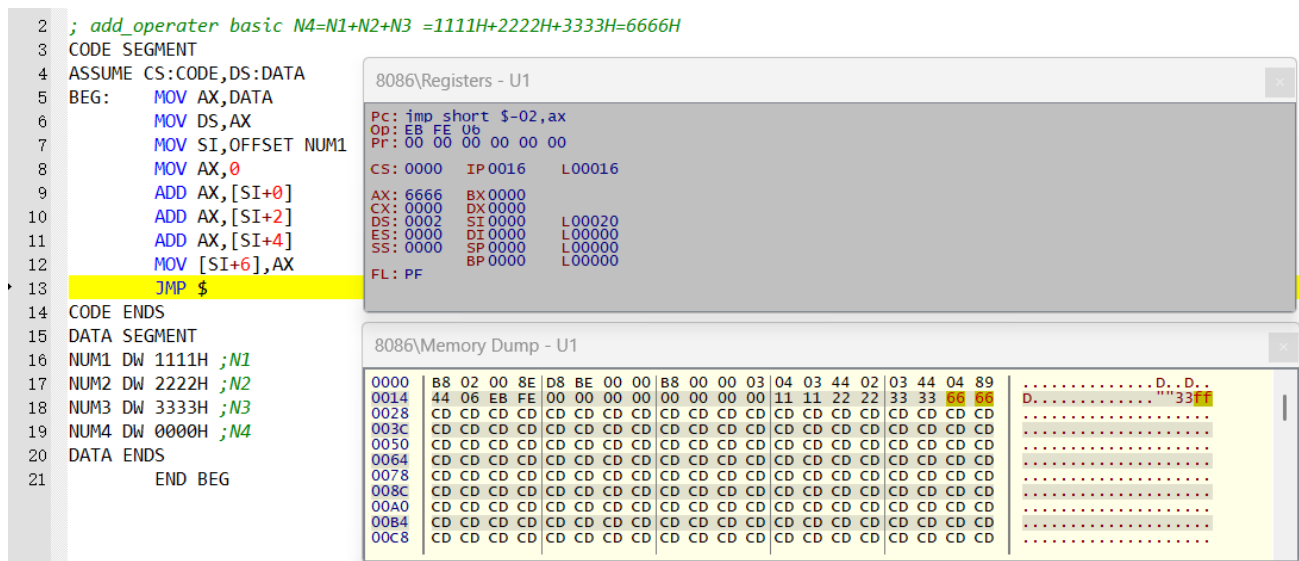 2 ; add_operater basic N4=N1+N2+N3 =1111H+2222H+3333H=6666H
3 CODE SEGMENT
4 ASSUME CS:CODE,DS:DATA
5 BEG: MOV AX,DATA
6 MOV DS,AX
7 MOV SI,OFFSET NUM1
8 MOV AX,0
9 ADD AX,[SI+0]
10 ADD AX,[SI+2]
11 ADD AX,[SI+4]
12 MOV [SI+6],AX
13 JMP $
14 CODE ENDS
15 DATA SEGMENT
16 NUM1 DW 1111H ;N1
17 NUM2 DW 2222H ;N2
18 NUM3 DW 3333H ;N3
19 NUM4 DW 0000H ;N4
20 DATA ENDS
21 END BEG
8086\Registers - U1
Pc: jmp short $-02,ax
Op: EB FE 06
Pr: 00 00 00 00 00 00
CS: 0000 IP 0016 L00016
AX: 6666 BX 0000
CX: 0000 DX 0000
DS: 0002 SI 0000 L00020
ES: 0000 DI 0000 L00000
SS: 0000 SP 0000 L00000
BP 0000 L00000
FL: PF
8086\Memory Dump - U1
0000 B8 02 00 8E D8 BE 00 00 B8 00 00 03 04 03 44 02 03 44 04 89 ..............D..D..
0014 44 06 EB FE 00 00 00 00 00 00 00 00 11 11 22 22 33 33 66 66 D.............""33ff
0028 CD CD CD CD CD CD CD CD CD CD CD CD CD CD CD CD CD CD CD CD ....................
003C CD CD CD CD CD CD CD CD CD CD CD CD CD CD CD CD CD CD CD CD ....................
0050 CD CD CD CD CD CD CD CD CD CD CD CD CD CD CD CD CD CD CD CD ....................
0064 CD CD CD CD CD CD CD CD CD CD CD CD CD CD CD CD CD CD CD CD ....................
0078 CD CD CD CD CD CD CD CD CD CD CD CD CD CD CD CD CD CD CD CD ....................
008C CD CD CD CD CD CD CD CD CD CD CD CD CD CD CD CD CD CD CD CD ....................
00A0 CD CD CD CD CD CD CD CD CD CD CD CD CD CD CD CD CD CD CD CD ....................
00B4 CD CD CD CD CD CD CD CD CD CD CD CD CD CD CD CD CD CD CD CD ....................
00C8 CD CD CD CD CD CD CD CD CD CD CD CD CD CD CD CD CD CD CD CD ....................